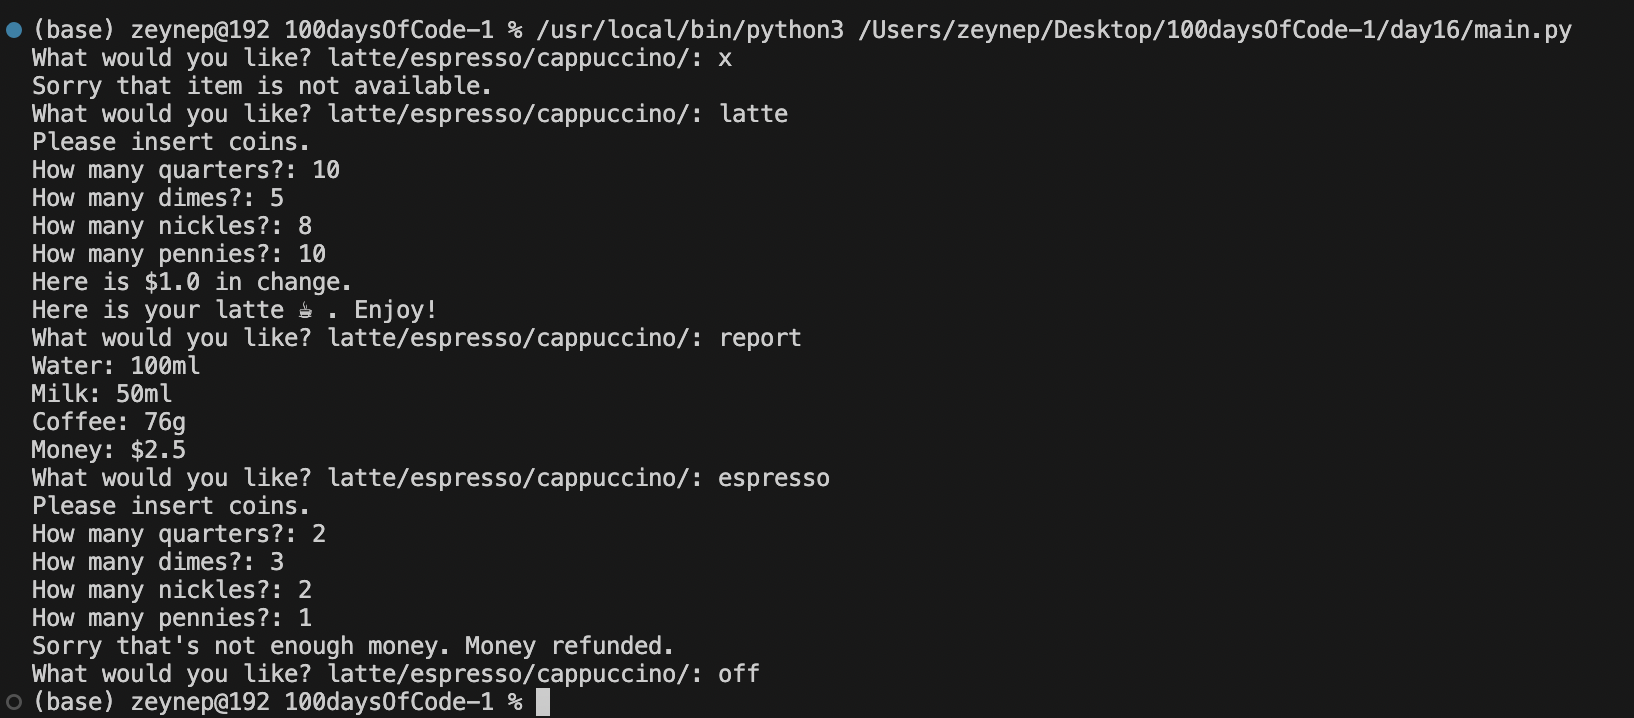 (base) zeynep@192 100daysOfCode-1 % /usr/local/bin/python3 /Users/zeynep/Desktop/100daysOfCode-1/day16/main.py
What would you like? latte/espresso/cappuccino/: x
Sorry that item is not available.
What would you like? latte/espresso/cappuccino/: latte
Please insert coins.
How many quarters?: 10
How many dimes?: 5
How many nickles?: 8
How many pennies?: 10
Here is $1.0 in change.
Here is your latte ☕ . Enjoy!
What would you like? latte/espresso/cappuccino/: report
Water: 100ml
Milk: 50ml
Coffee: 76g
Money: $2.5
What would you like? latte/espresso/cappuccino/: espresso
Please insert coins.
How many quarters?: 2
How many dimes?: 3
How many nickles?: 2
How many pennies?: 1
Sorry that's not enough money. Money refunded.
What would you like? latte/espresso/cappuccino/: off
(base) zeynep@192 100daysOfCode-1 %